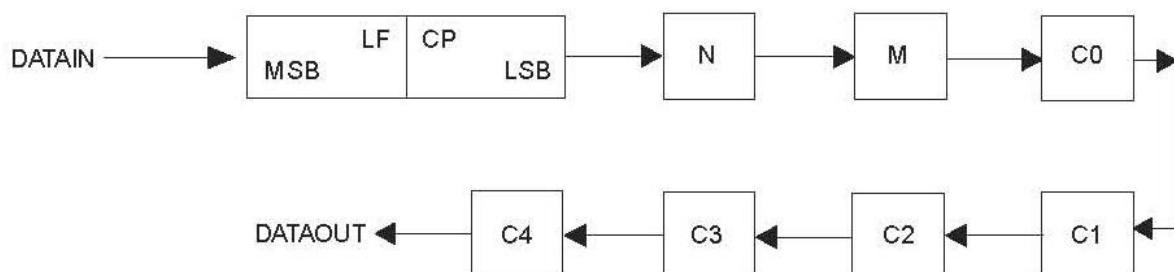 DATAIN
LF CP
MSB LSB
N
M
C0
DATAOUT
C4
C3
C2
C1